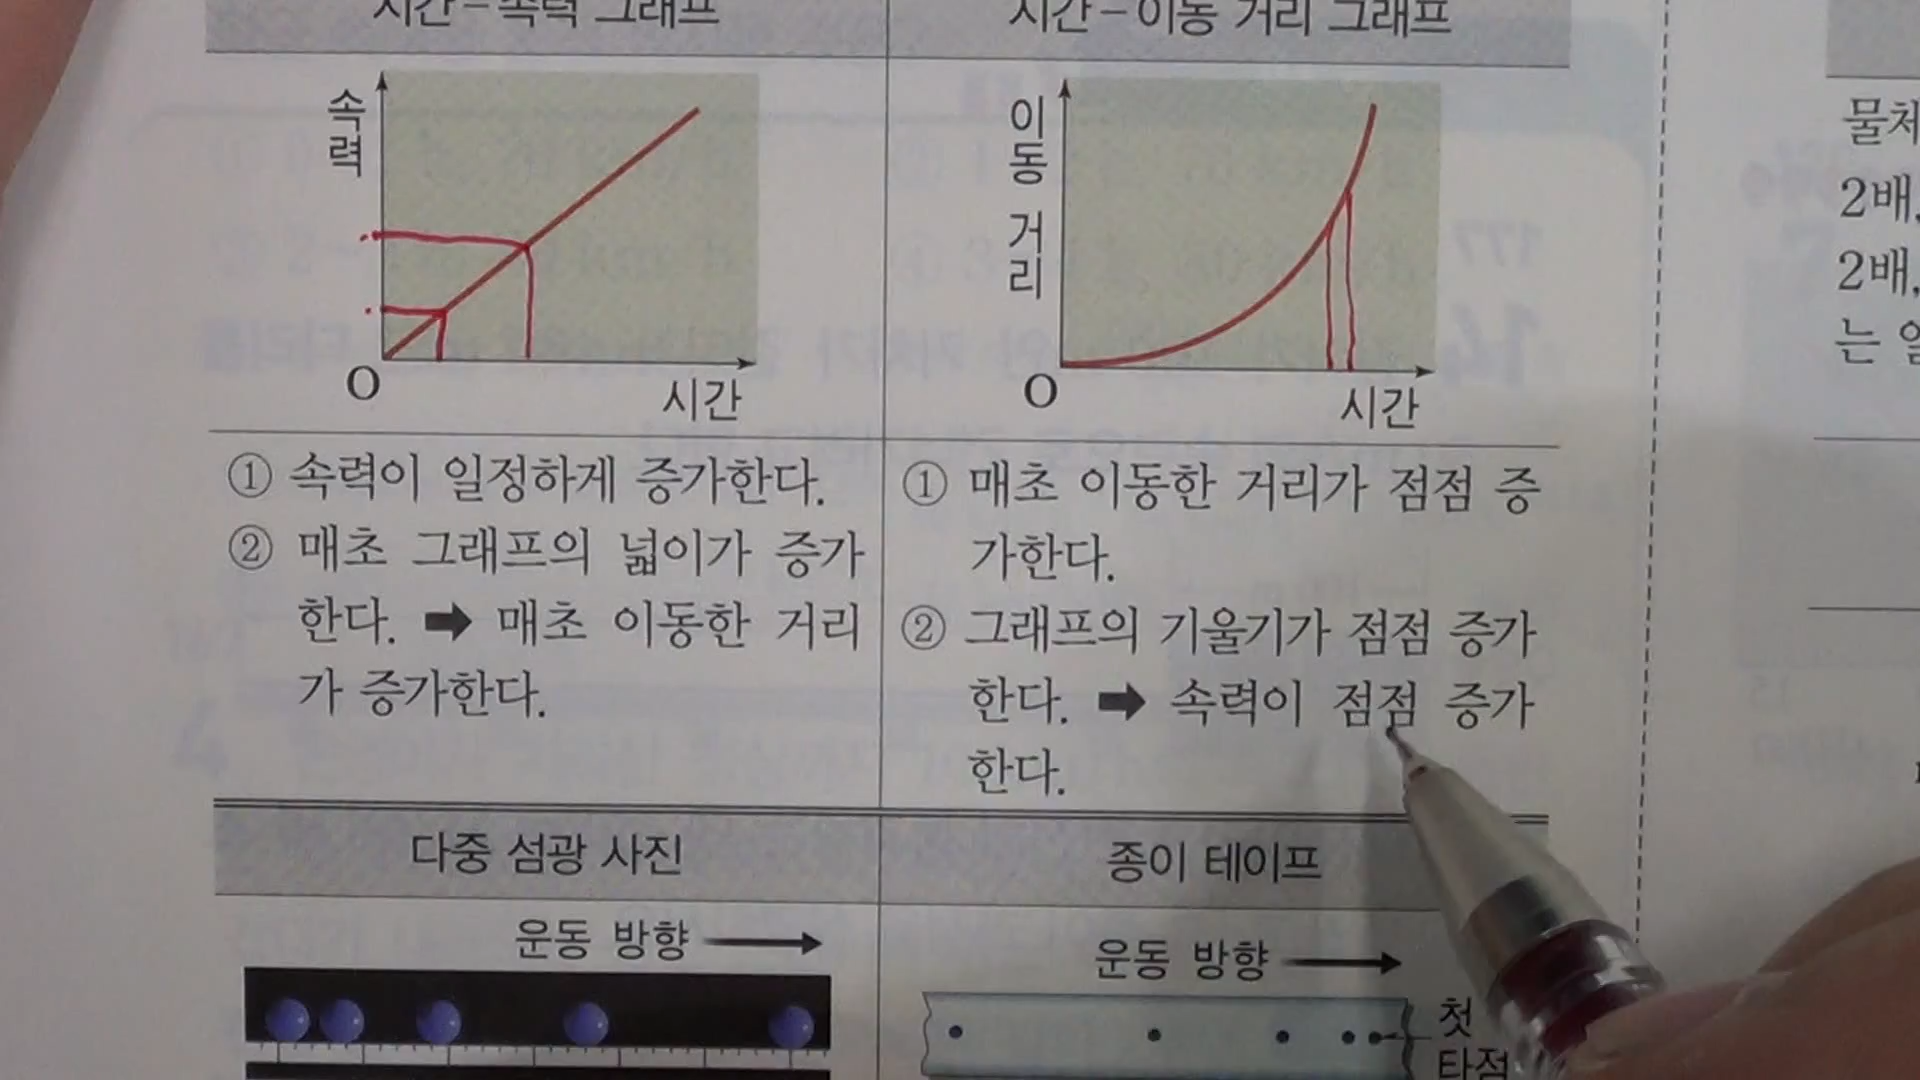 시간-속력 그래프
시간-이동 거리 그래프
속력
O
시간
이동 거리
O
시간
① 속력이 일정하게 증가한다.
② 매초 그래프의 넓이가 증가
한다. ➡ 매초 이동한 거리
가 증가한다.
① 매초 이동한 거리가 점점 증
가한다.
② 그래프의 기울기가 점점 증가
한다. ➡ 속력이 점점 증가
한다.
다중 섬광 사진
종이 테이프
운동 방향
운동 방향
첫
타점
물체
2배,
2배,
는